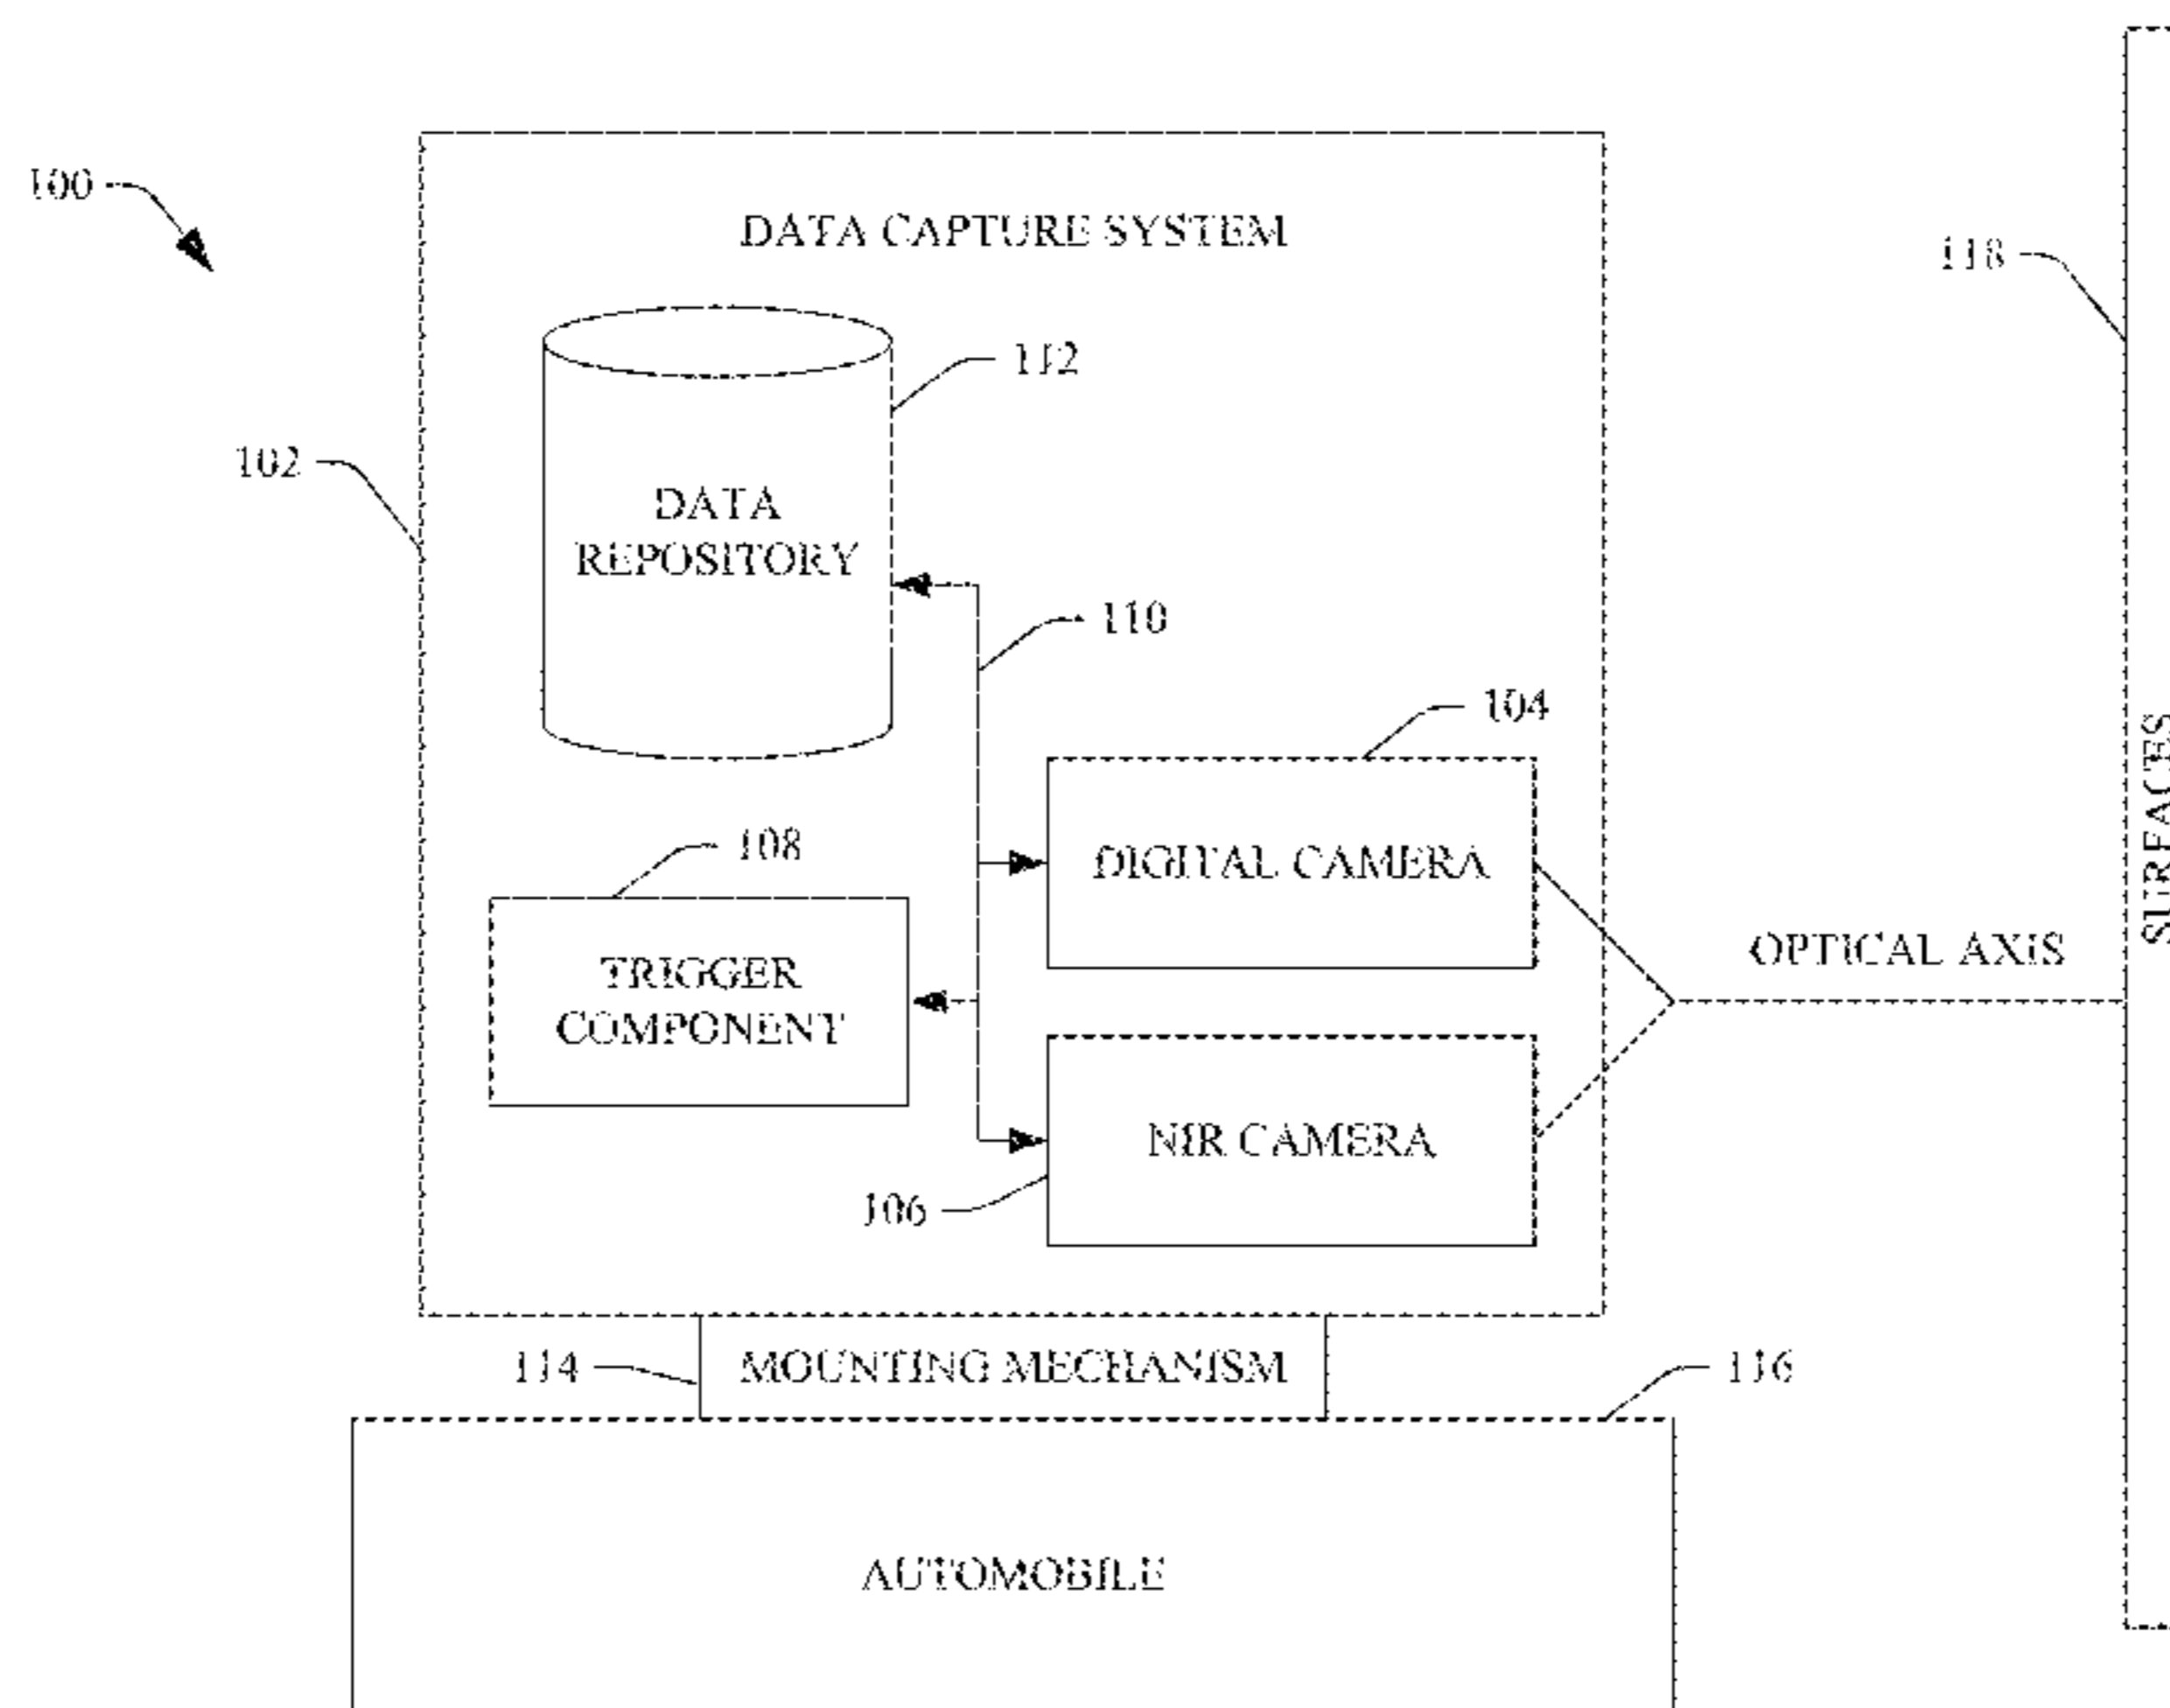 100
DATA CAPTURE SYSTEM
118
112
102
DATA
REPOSITORY
110
104
108
DIGITAL CAMERA
SURFACES
TRIGGER
COMPONENT
OPTICAL AXIS
NIR CAMERA
106
114
MOUNTING MECHANISM
116
AUTOMOBILE